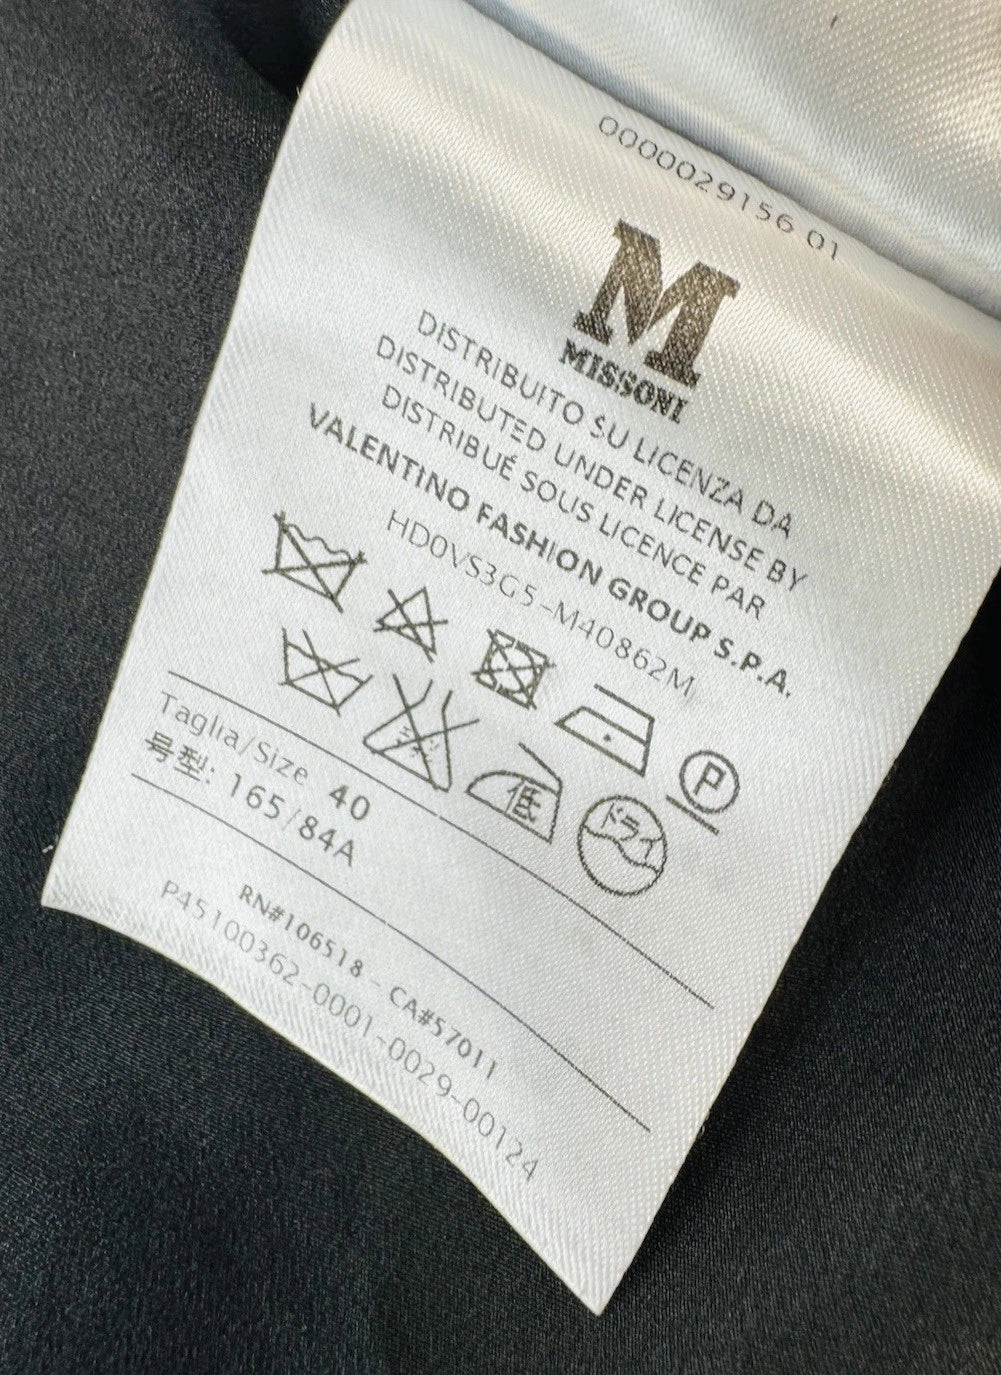 0000029156 01
M
MISSONI
DISTRIBUITO SU LICENZA DA
DISTRIBUTED UNDER LICENSE BY
DISTRIBUÉ SOUS LICENCE PAR
VALENTINO FASHION GROUP S.P.A.
HD0VS3G5-M40862M
P
低
ドライ
Taglia/Size 40
号型: 165/84A
RN#106518 - CA#57011
P45100362-0001-0029-00124